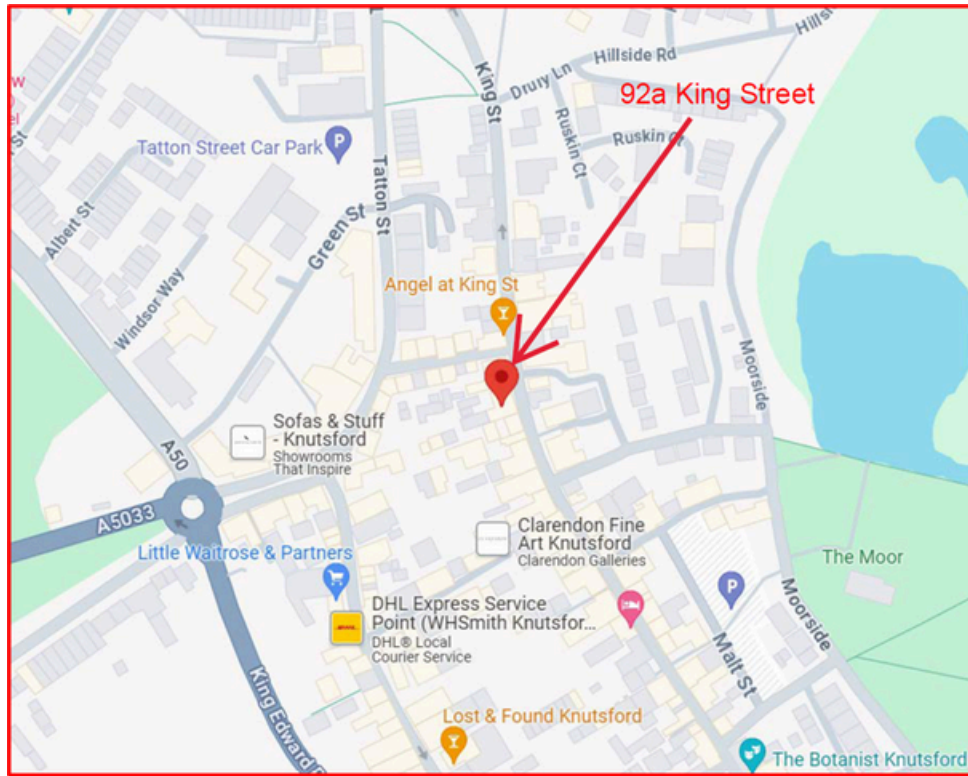 Hillside Rd
Hills
King St
Drury Ln
92a King Street
Ruskin Ct
Ruskin Ct
Tatton Street Car Park
P
Tatton St
Albert St
Green St
Windsor Way
Angel at King St
Moorside
Sofas & Stuff
- Knutsford
Showrooms
That Inspire
A50
A5033
Clarendon Fine
Art Knutsford
Clarendon Galleries
Little Waitrose & Partners
The Moor
P
DHL Express Service
Point (WHSmith Knutsfor...
DHL® Local
Courier Service
Moorside
Malt St
King Edward
Lost & Found Knutsford
The Botanist Knutsford